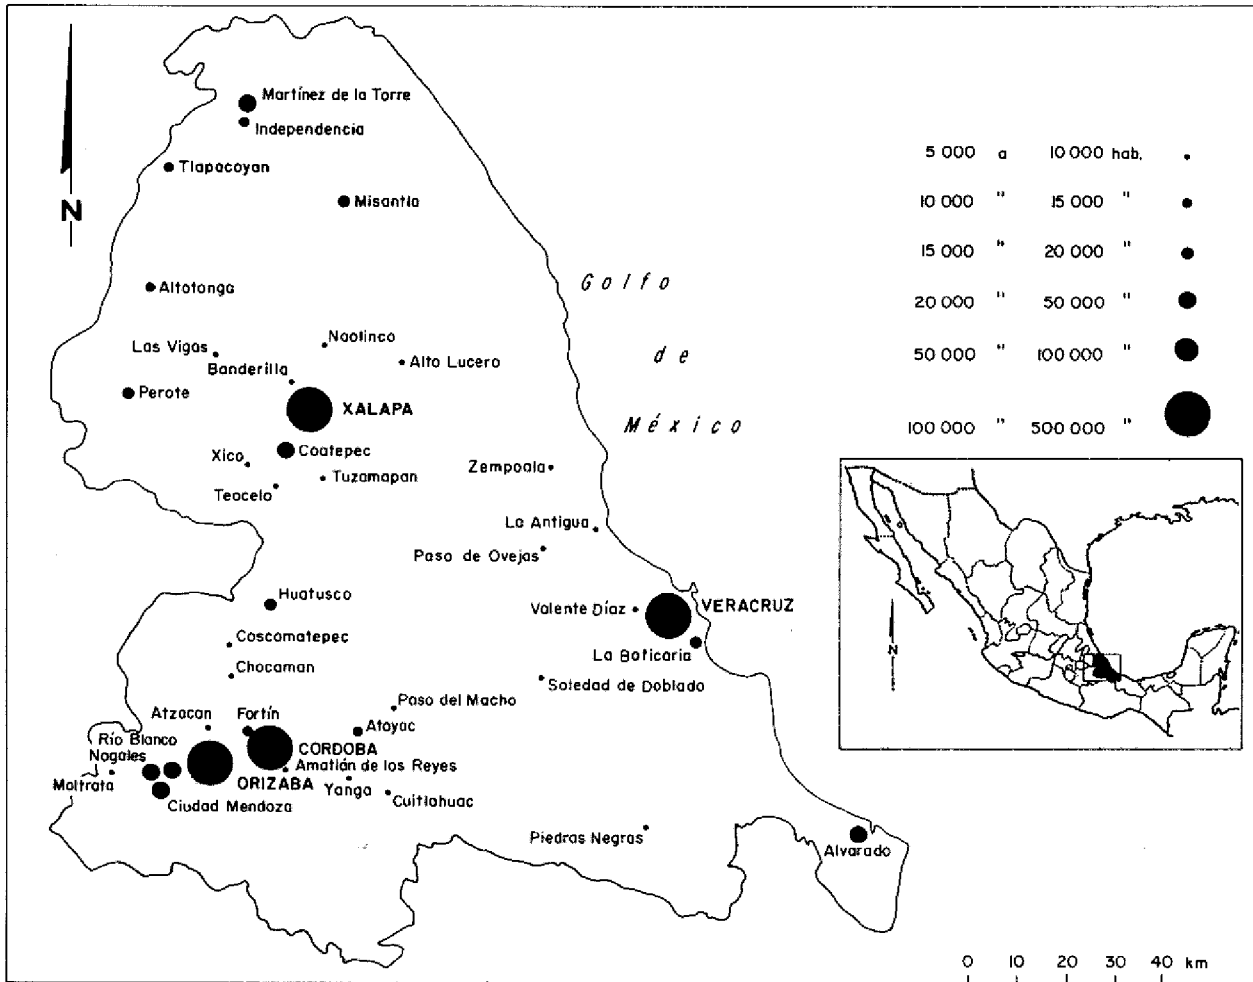 Martínez de la Torre
Independencia
Tlapacoyan
N
Misantla
Altotonga
Naolinco
Las Vigas
Alto Lucero
Banderilla
Perote
XALAPA
Coatepec
Xico
Tuzamapan
Teocelo
Zempoala
La Antigua
Paso de Ovejas
Huatusco
Valente Díaz
VERACRUZ
Coscomatepec
La Boticaria
Chocaman
Soledad de Doblado
Paso del Macho
Atzacan
Fortín
Atoyac
Río Blanco
CORDOBA
Nogales
Amatlán de los Reyes
Maltrata
ORIZABA
Yanga
Ciudad Mendoza
Cuitlahuac
Piedras Negras
Alvarado
Golfo
de
México
5 000 a 10 000 hab.
10 000 " 15 000 "
15 000 " 20 000 "
20 000 " 50 000 "
50 000 " 100 000 "
100 000 " 500 000 "
N
0 10 20 30 40 km